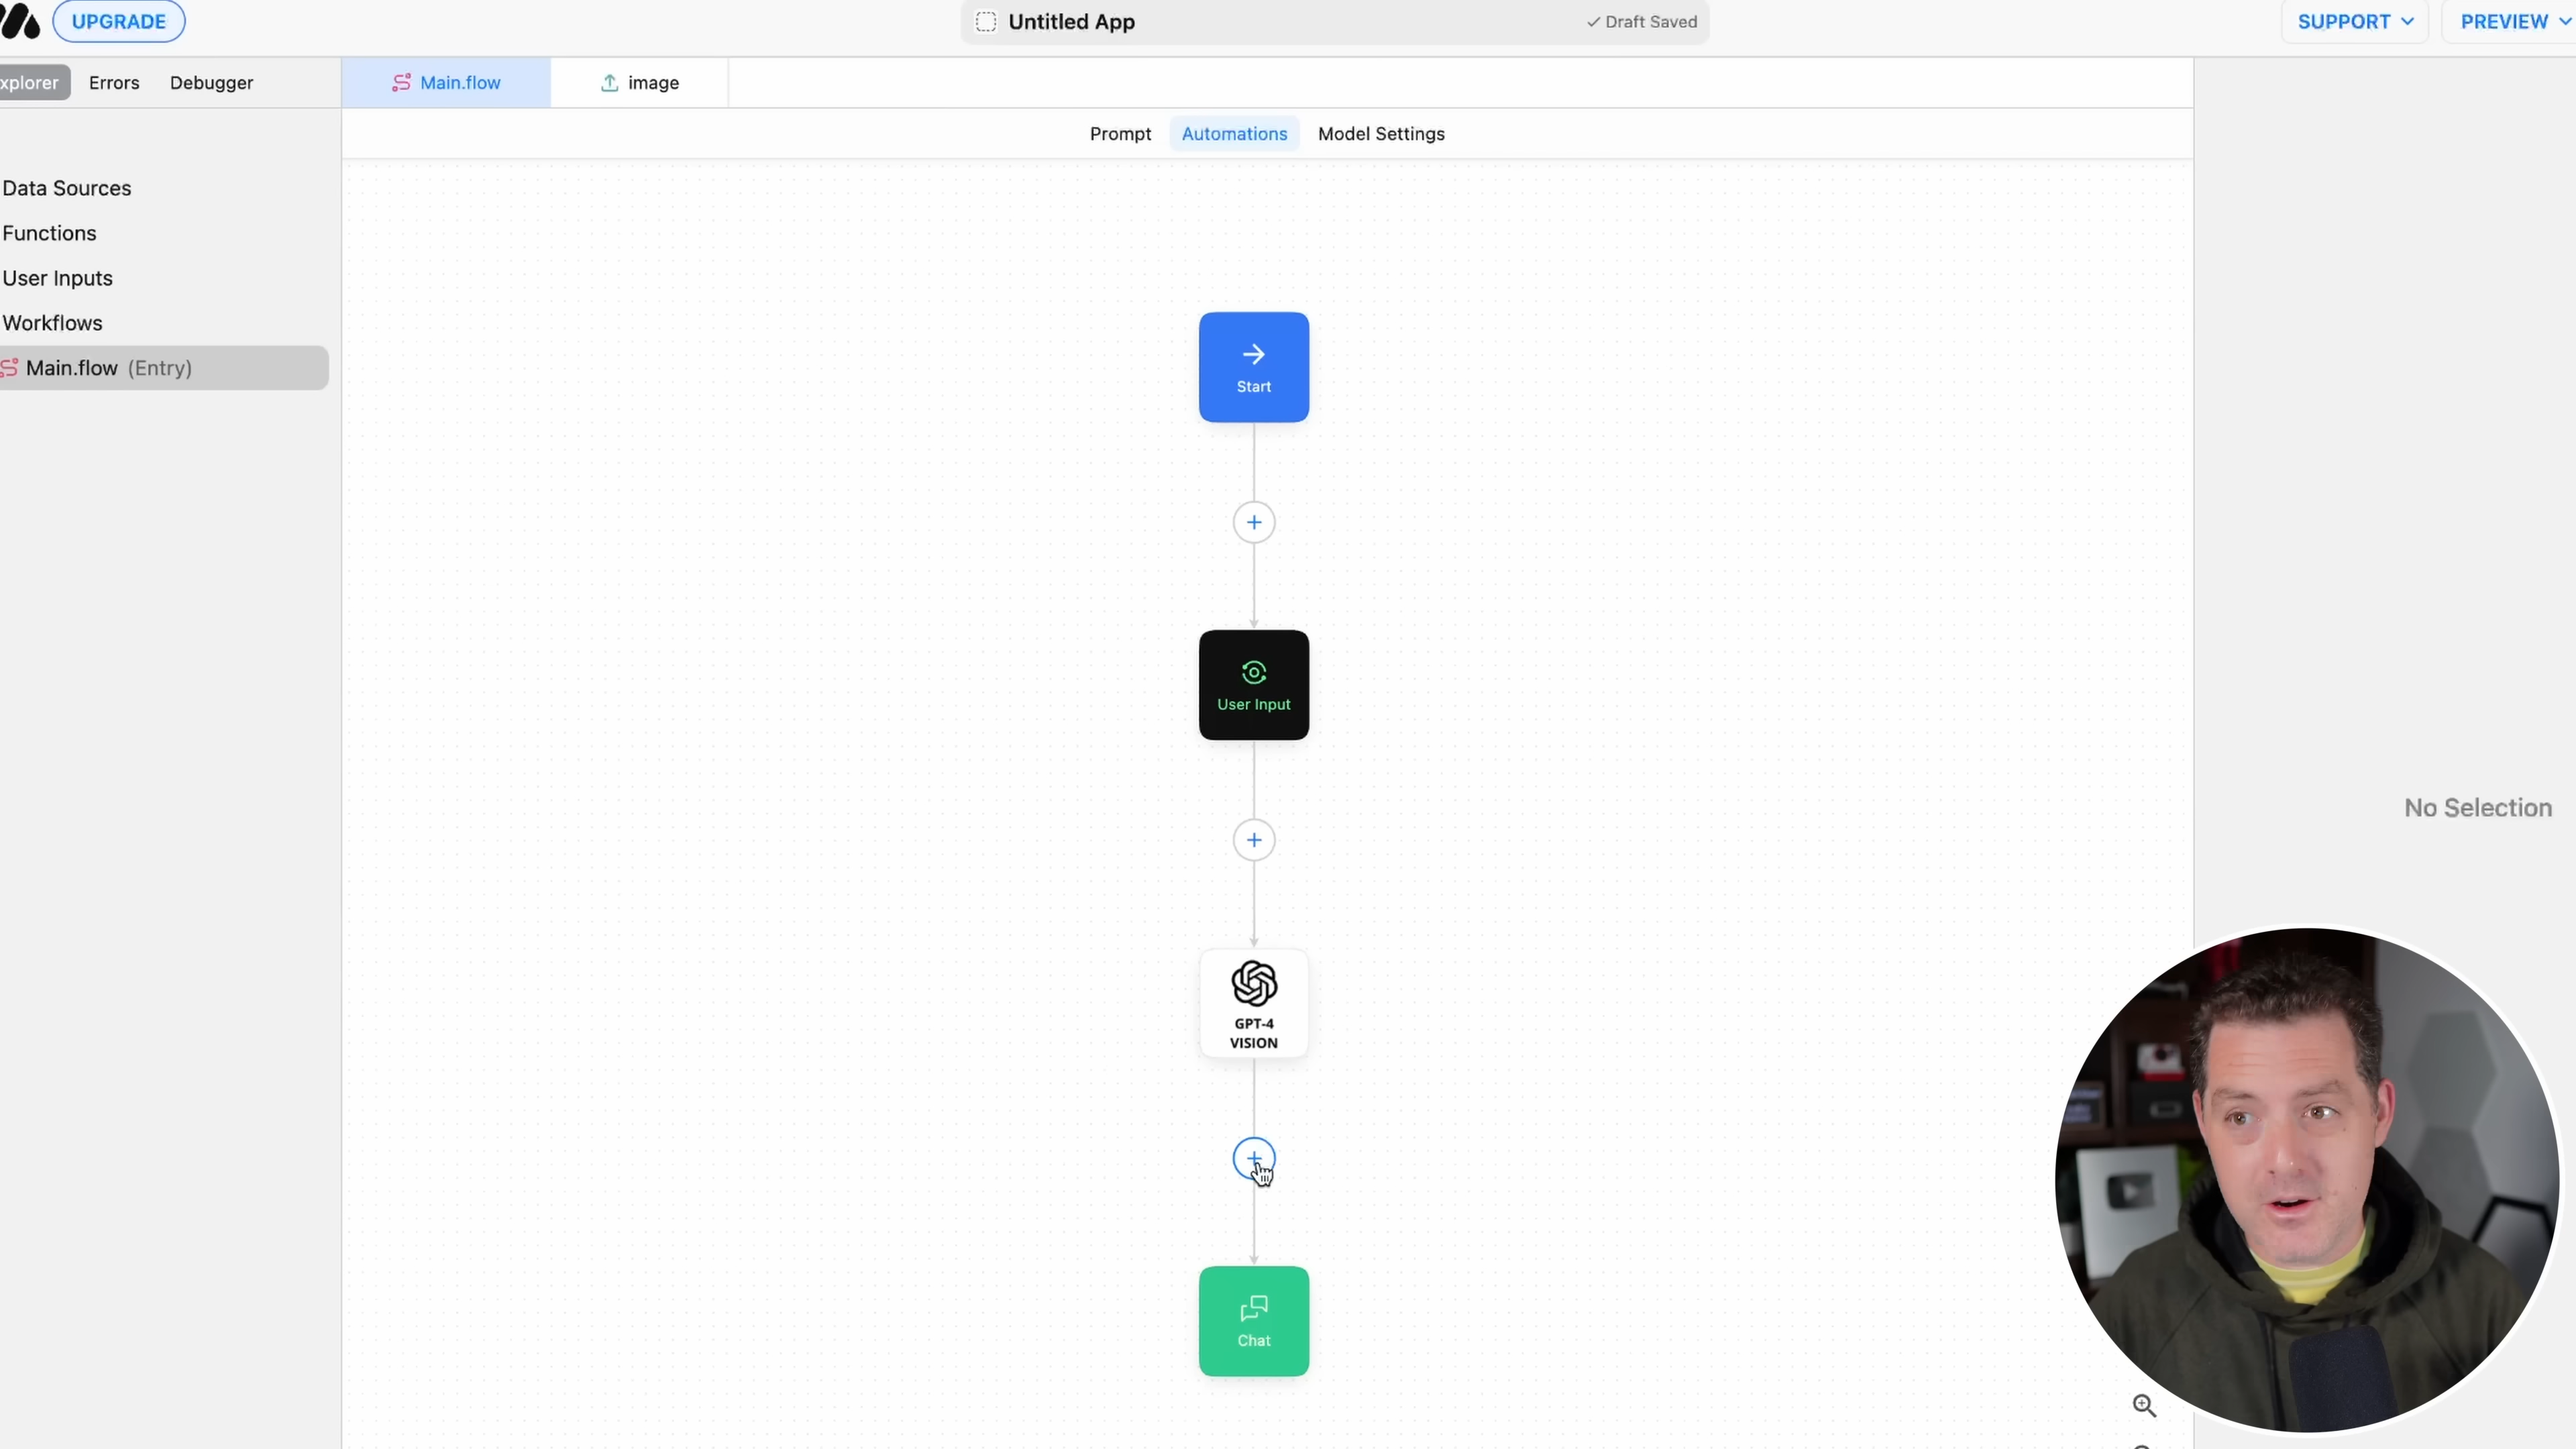 UPGRADE
Untitled App
Draft Saved
SUPPORT
PREVIEW
xplorer
Errors
Debugger
Main.flow
image
Prompt
Automations
Model Settings
Data Sources
Functions
User Inputs
Workflows
Main.flow (Entry)
Start
User Input
GPT-4
VISION
Chat
No Selection